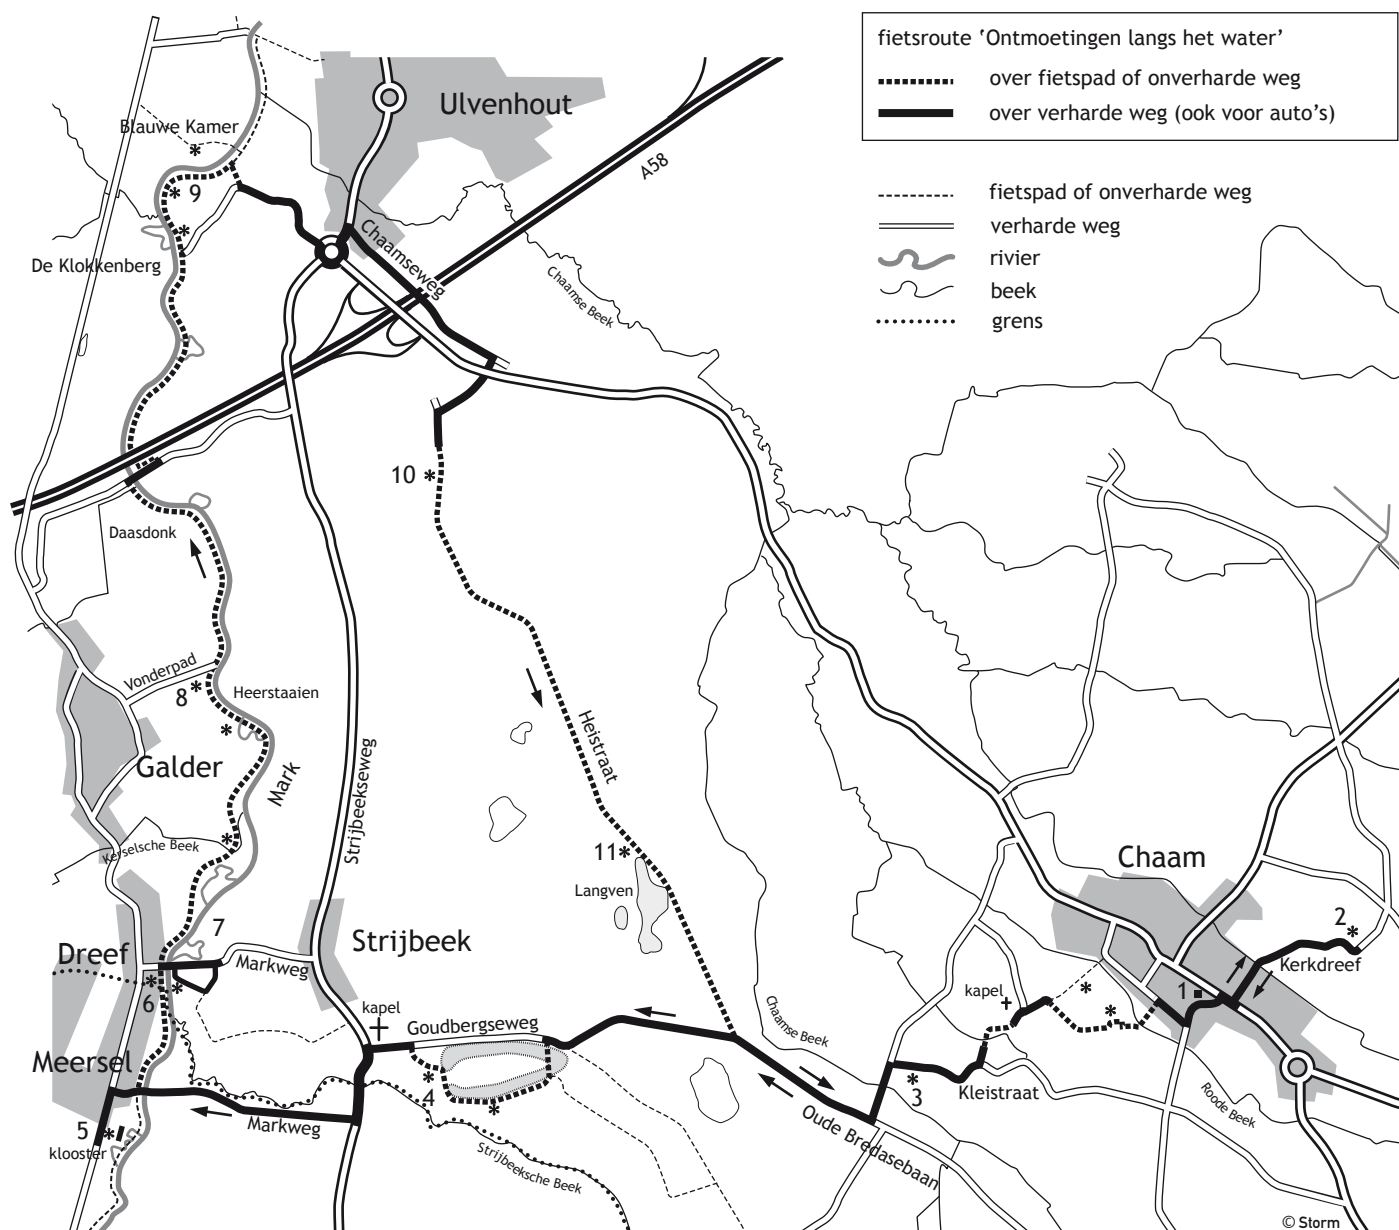 fietsroute ‘Ontmoetingen langs het water’
over fietspad of onverharde weg
over verharde weg (ook voor auto’s)
fietspad of onverharde weg
verharde weg
rivier
beek
grens
Ulvenhout
A58
Blauwe Kamer
9
De Klokkenberg
Chaamseweg
Chaamse Beek
10
Daasdonk
Vonderpad
8
Heerstaaien
Galder
Mark
Heistraat
Strijbeekseweg
Kerselsche Beek
11
Langven
Chaam
2
Kerkdreef
7
Dreef
Markweg
Strijbeek
6
kapel
Goudbergseweg
kapel
1
Chaamse Beek
Meersel
4
3
Kleistraat
Roode Beek
5
klooster
Markweg
Oude Bredasebaan
Strijbeeksche Beek
© Storm